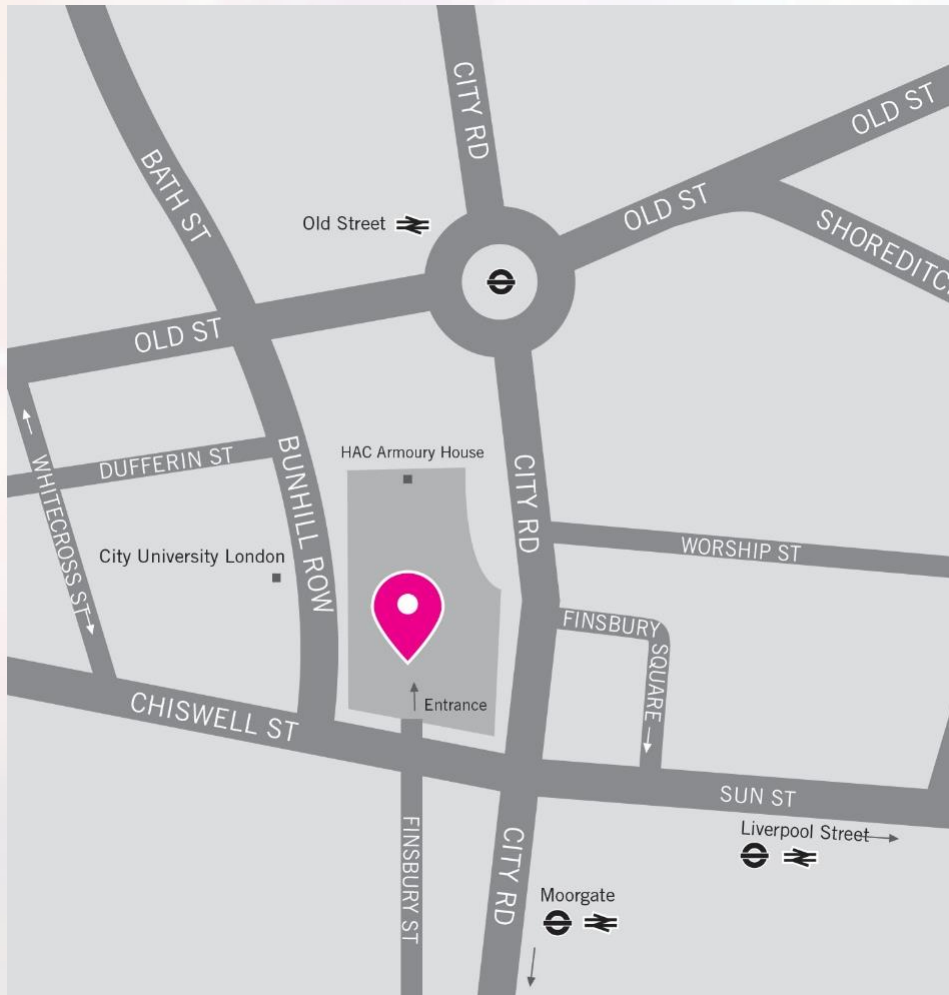 CITY RD
OLD ST
BATH ST
OLD ST
SHOREDITC
Old Street
OLD ST
HAC Armoury House
DUFFERIN ST
BUNHILL ROW
CITY RD
WHITECROSS ST
WORSHIP ST
City University London
FINSBURY
SQUARE
Entrance
CHISWELL ST
SUN ST
Liverpool Street
FINSBURY ST
CITY RD
Moorgate